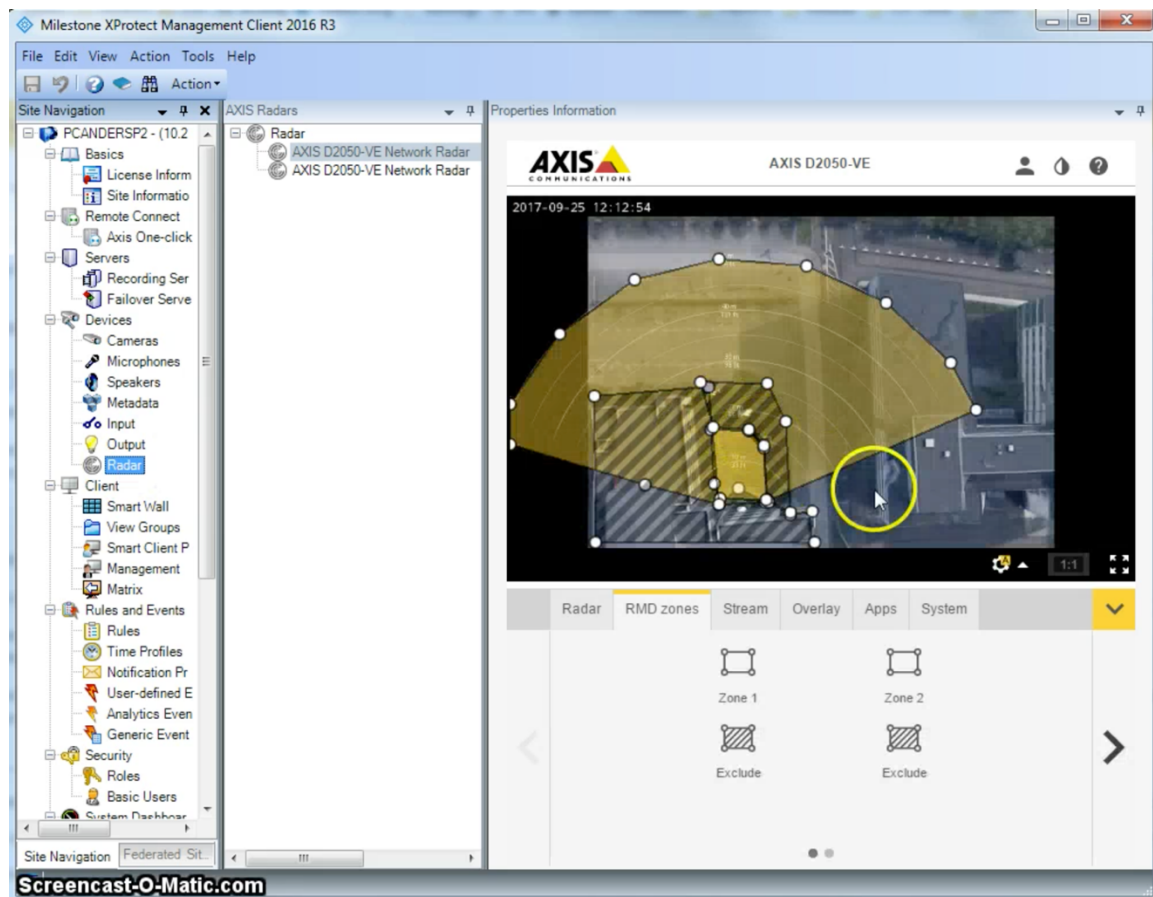 Milestone XProtect Management Client 2016 R3
File Edit View Action Tools Help
Action
Site Navigation
PCANDERSP2 - (10.2
Basics
License Inform
Site Informatio
Remote Connect
Axis One-click
Servers
Recording Ser
Failover Serve
Devices
Cameras
Microphones
Speakers
Metadata
Input
Output
Radar
Client
Smart Wall
View Groups
Smart Client P
Management
Matrix
Rules and Events
Rules
Time Profiles
Notification Pr
User-defined E
Analytics Even
Generic Event
Security
Roles
Basic Users
System Dashboar
Site Navigation
Federated Sit...
AXIS Radars
Radar
AXIS D2050-VE Network Radar
AXIS D2050-VE Network Radar
Properties Information
AXIS
COMMUNICATIONS
AXIS D2050-VE
2017-09-25 12:12:54
1:1
Radar RMD zones Stream Overlay Apps System
Zone 1 Zone 2
Exclude Exclude
Screencast-O-Matic.com